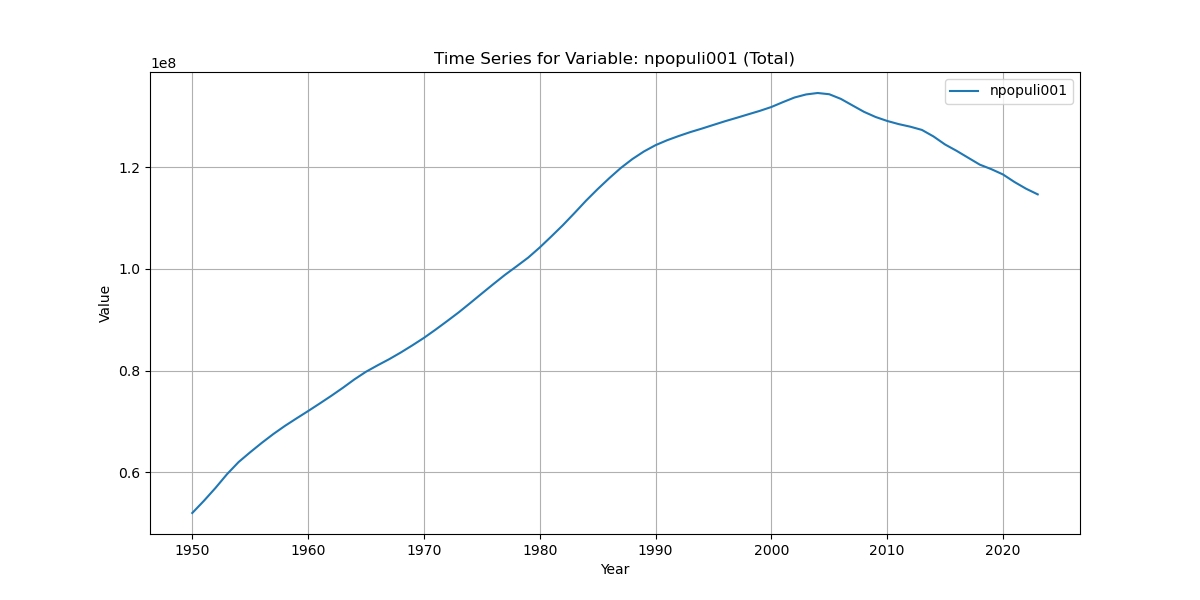 Time Series for Variable: npopuli001 (Total)
1e8
npopuli001
1.2
1.0
0.8
0.6
Value
1950 1960 1970 1980 1990 2000 2010 2020
Year